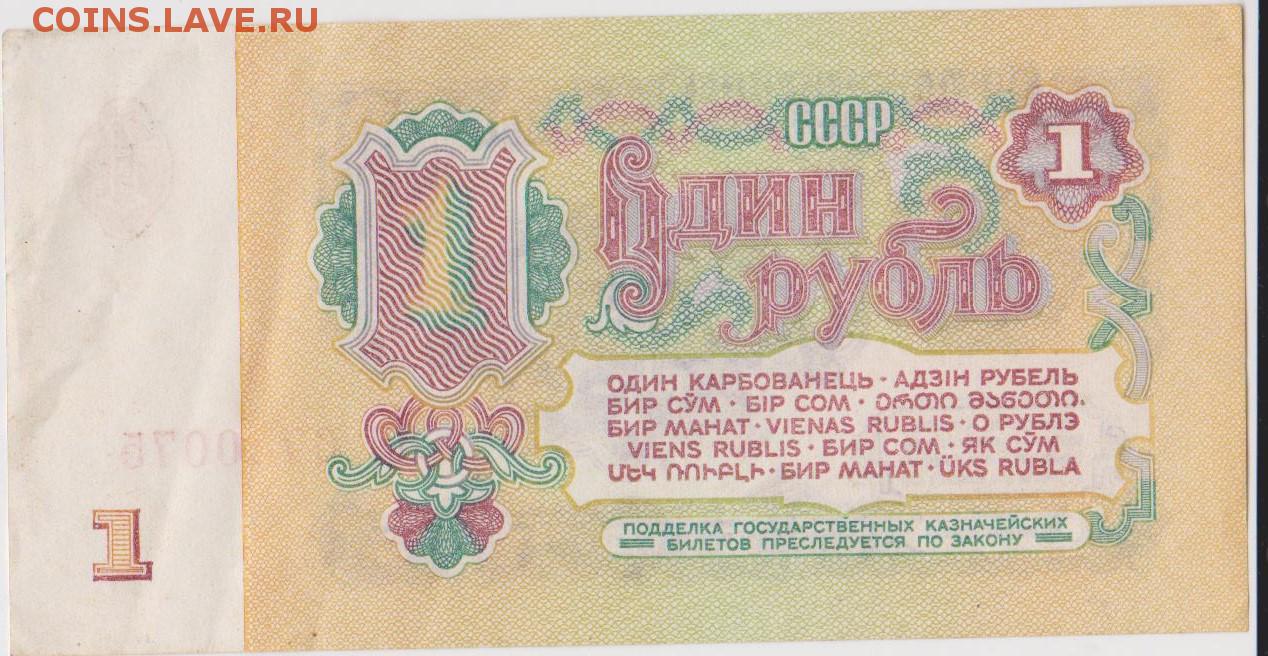 COINS.LAVE.RU
СССР
1
1
Один
рубль
ОДИН КАРБОВАНЕЦЬ · АДЗІН РУБЕЛЬ
БИР СЎМ · БІР СОМ · ᲔᲠᲗᲘ ᲛᲐᲜᲔᲗᲘ.
БИР МАНАТ · VIENAS RUBLIS · О РУБЛЭ
VIENS RUBLIS · БИР СОМ · ЯК СЎМ
ՄԵԿ ՌՈՒԲԼԻ · БИР МАНАТ · ÜKS RUBLA
ПОДДЕЛКА ГОСУДАРСТВЕННЫХ КАЗНАЧЕЙСКИХ
БИЛЕТОВ ПРЕСЛЕДУЕТСЯ ПО ЗАКОНУ
1